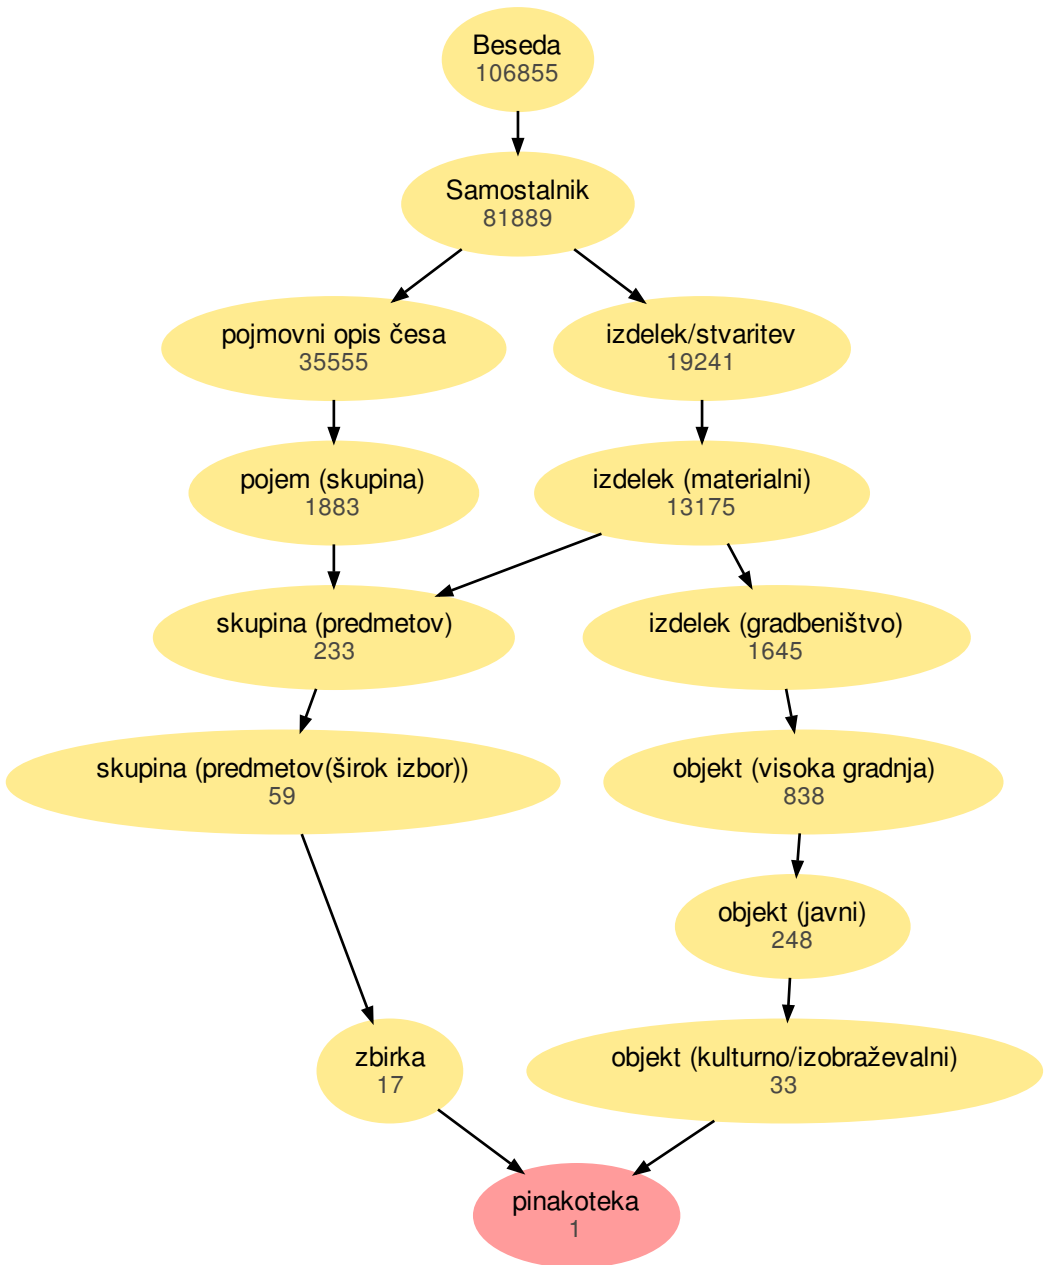 Beseda
106855
Samostalnik
81889
pojmovni opis česa
35555
izdelek/stvaritev
19241
pojem (skupina)
1883
izdelek (materialni)
13175
skupina (predmetov)
233
izdelek (gradbeništvo)
1645
skupina (predmetov(širok izbor))
59
objekt (visoka gradnja)
838
objekt (javni)
248
zbirka
17
objekt (kulturno/izobraževalni)
33
pinakoteka
1